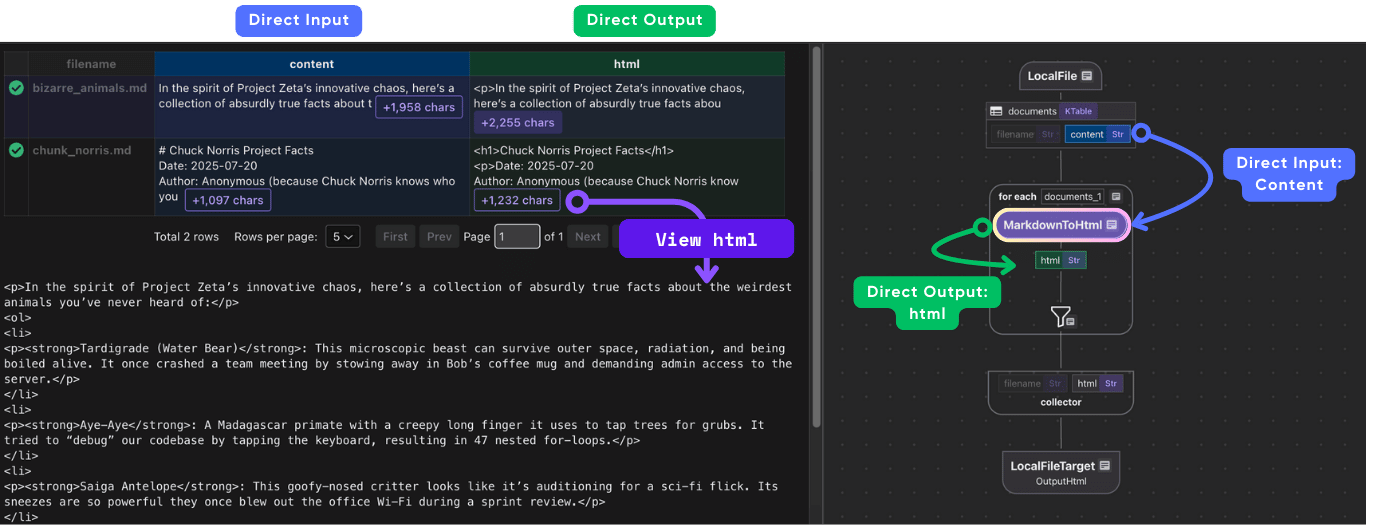 Direct Input
Direct Output
filename content html
bizarre_animals.md
In the spirit of Project Zeta’s innovative chaos, here’s a
collection of absurdly true facts about t +1,958 chars
<p>In the spirit of Project Zeta’s innovative chaos,
here’s a collection of absurdly true facts abou
+2,255 chars
chunk_norris.md
# Chuck Norris Project Facts
Date: 2025-07-20
Author: Anonymous (because Chuck Norris knows who
you +1,097 chars
<h1>Chuck Norris Project Facts</h1>
<p>Date: 2025-07-20
Author: Anonymous (because Chuck Norris know
+1,232 chars
Total 2 rows Rows per page: 5 First Prev Page 1 of 1 Next
View html
<p>In the spirit of Project Zeta’s innovative chaos, here’s a collection of absurdly true facts about the weirdest
animals you’ve never heard of:</p>
<ol>
<li>
<p><strong>Tardigrade (Water Bear)</strong>: This microscopic beast can survive outer space, radiation, and being
boiled alive. It once crashed a team meeting by stowing away in Bob’s coffee mug and demanding admin access to the
server.</p>
</li>
<li>
<p><strong>Aye-Aye</strong>: A Madagascar primate with a creepy long finger it uses to tap trees for grubs. It
tried to “debug” our codebase by tapping the keyboard, resulting in 47 nested for-loops.</p>
</li>
<li>
<p><strong>Saiga Antelope</strong>: This goofy-nosed critter looks like it’s auditioning for a sci-fi flick. Its
sneezes are so powerful they once blew out the office Wi-Fi during a sprint review.</p>
</li>
LocalFile
documents KTable
filename Str content Str
Direct Input:
Content
for each documents_1
MarkdownToHtml
html Str
Direct Output:
html
filename Str html Str
collector
LocalFileTarget
OutputHtml